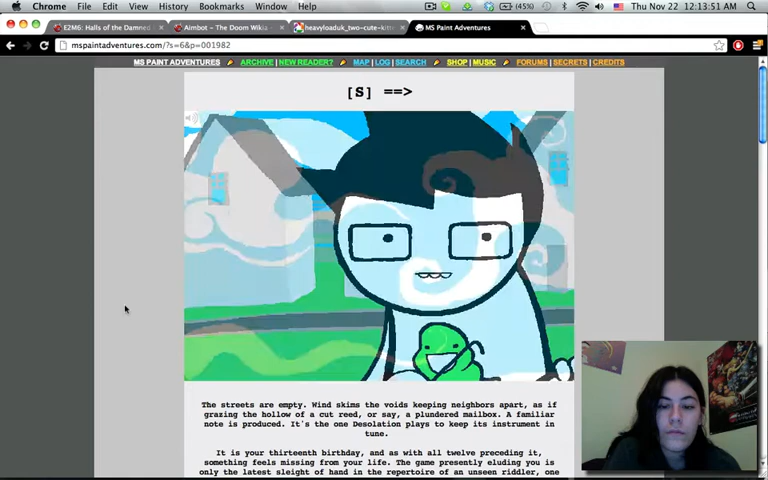 Chrome File Edit View History Bookmarks Window Help (45%) Thu Nov 22 12:13:51 AM
E2M6: Halls of the Damned Aimbot – The Doom Wikia heavyloaduk_two-cute-kitt MS Paint Adventures
mspaintadventures.com/?s=6&p=001982
MS PAINT ADVENTURES ARCHIVE | NEW READER? MAP | LOG | SEARCH SHOP | MUSIC FORUMS | SECRETS | CREDITS
[S] ==>
The streets are empty. Wind skims the voids keeping neighbors apart, as if
grazing the hollow of a cut reed, or say, a plundered mailbox. A familiar
note is produced. It's the one Desolation plays to keep its instrument in
tune.
It is your thirteenth birthday, and as with all twelve preceding it,
something feels missing from your life. The game presently eluding you is
only the latest sleight of hand in the repertoire of an unseen riddler, one